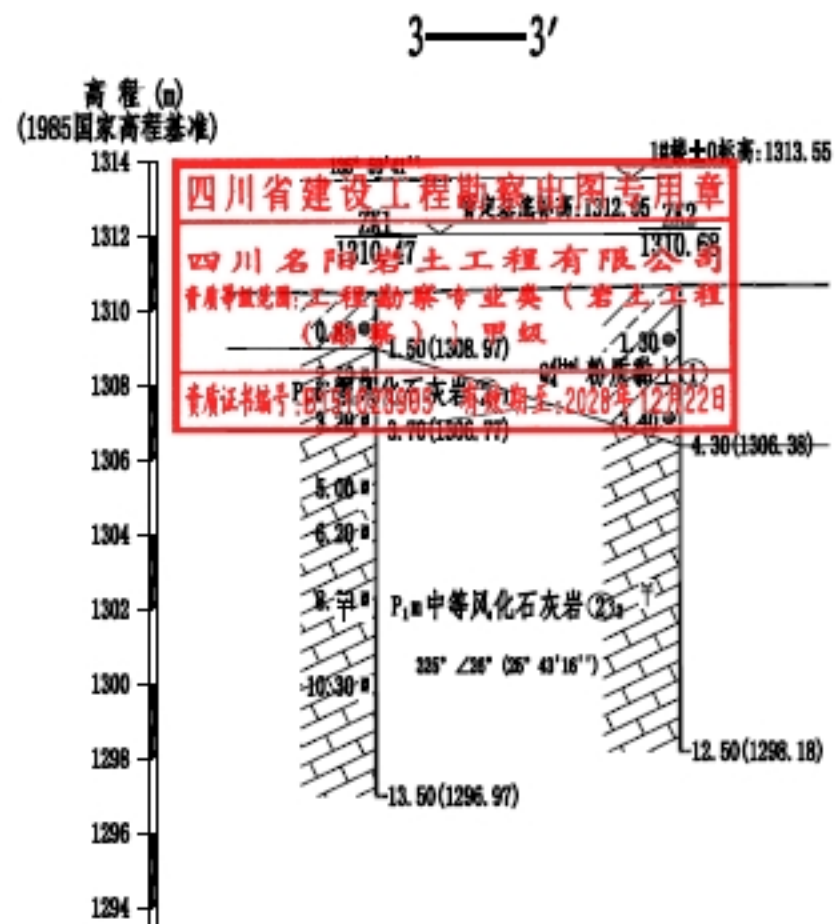 3——3′
高 程 (m)
(1985国家高程基准)
1#楼±0标高:1313.55
1314
四川省建设工程勘察出图专用章
1312
1310.47
1310.68
四川名阳岩土工程有限公司
资质等级范围:工程勘察专业类(岩土工程
(勘察))甲级
1310
1.30
1.50(1308.97)
1308
资质证书编号:B151023905 有效期至:2028年12月22日
3.70(1306.77)
4.30(1306.38)
1306
5.00
1304
6.20
1302
P₁m中等风化石灰岩②3a
1300
10.30
1298
12.50(1298.18)
13.50(1296.97)
1296
1294